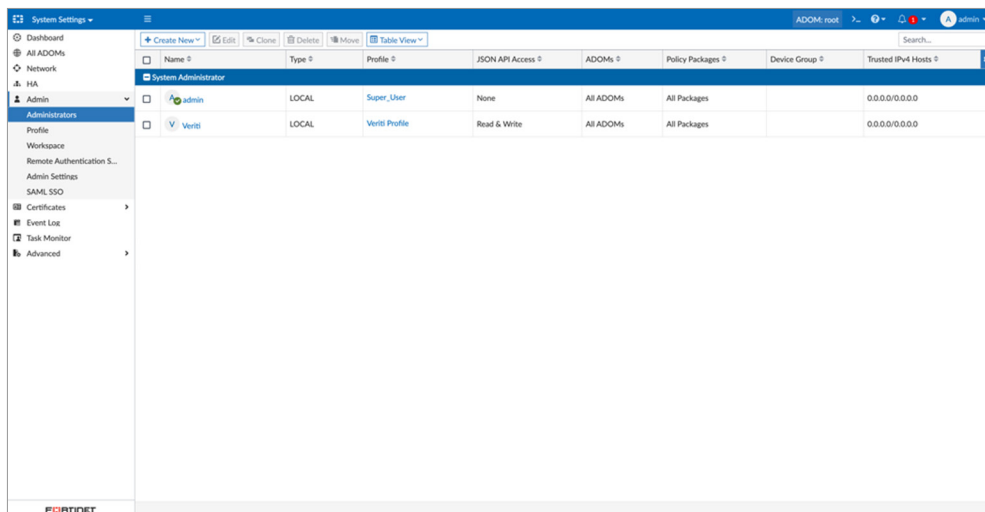 System Settings
ADOM: root
1
A admin
Dashboard
All ADOMs
Network
HA
Admin
Administrators
Profile
Workspace
Remote Authentication S...
Admin Settings
SAML SSO
Certificates
Event Log
Task Monitor
Advanced
+ Create New Edit Clone Delete Move Table View Search...
Name Type Profile JSON API Access ADOMs Policy Packages Device Group Trusted IPv4 Hosts
System Administrator
A admin LOCAL Super_User None All ADOMs All Packages 0.0.0.0/0.0.0.0
V Veriti LOCAL Veriti Profile Read & Write All ADOMs All Packages 0.0.0.0/0.0.0.0
FORTINET